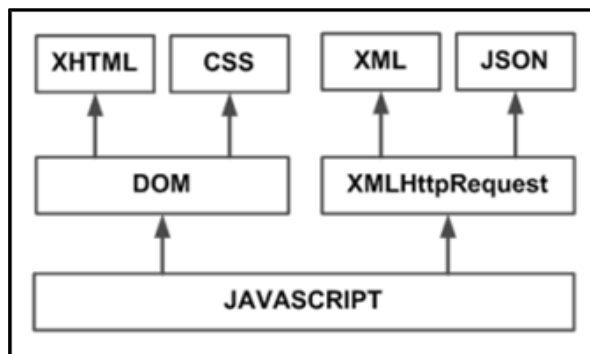 XHTML
CSS
XML
JSON
DOM
XMLHttpRequest
JAVASCRIPT